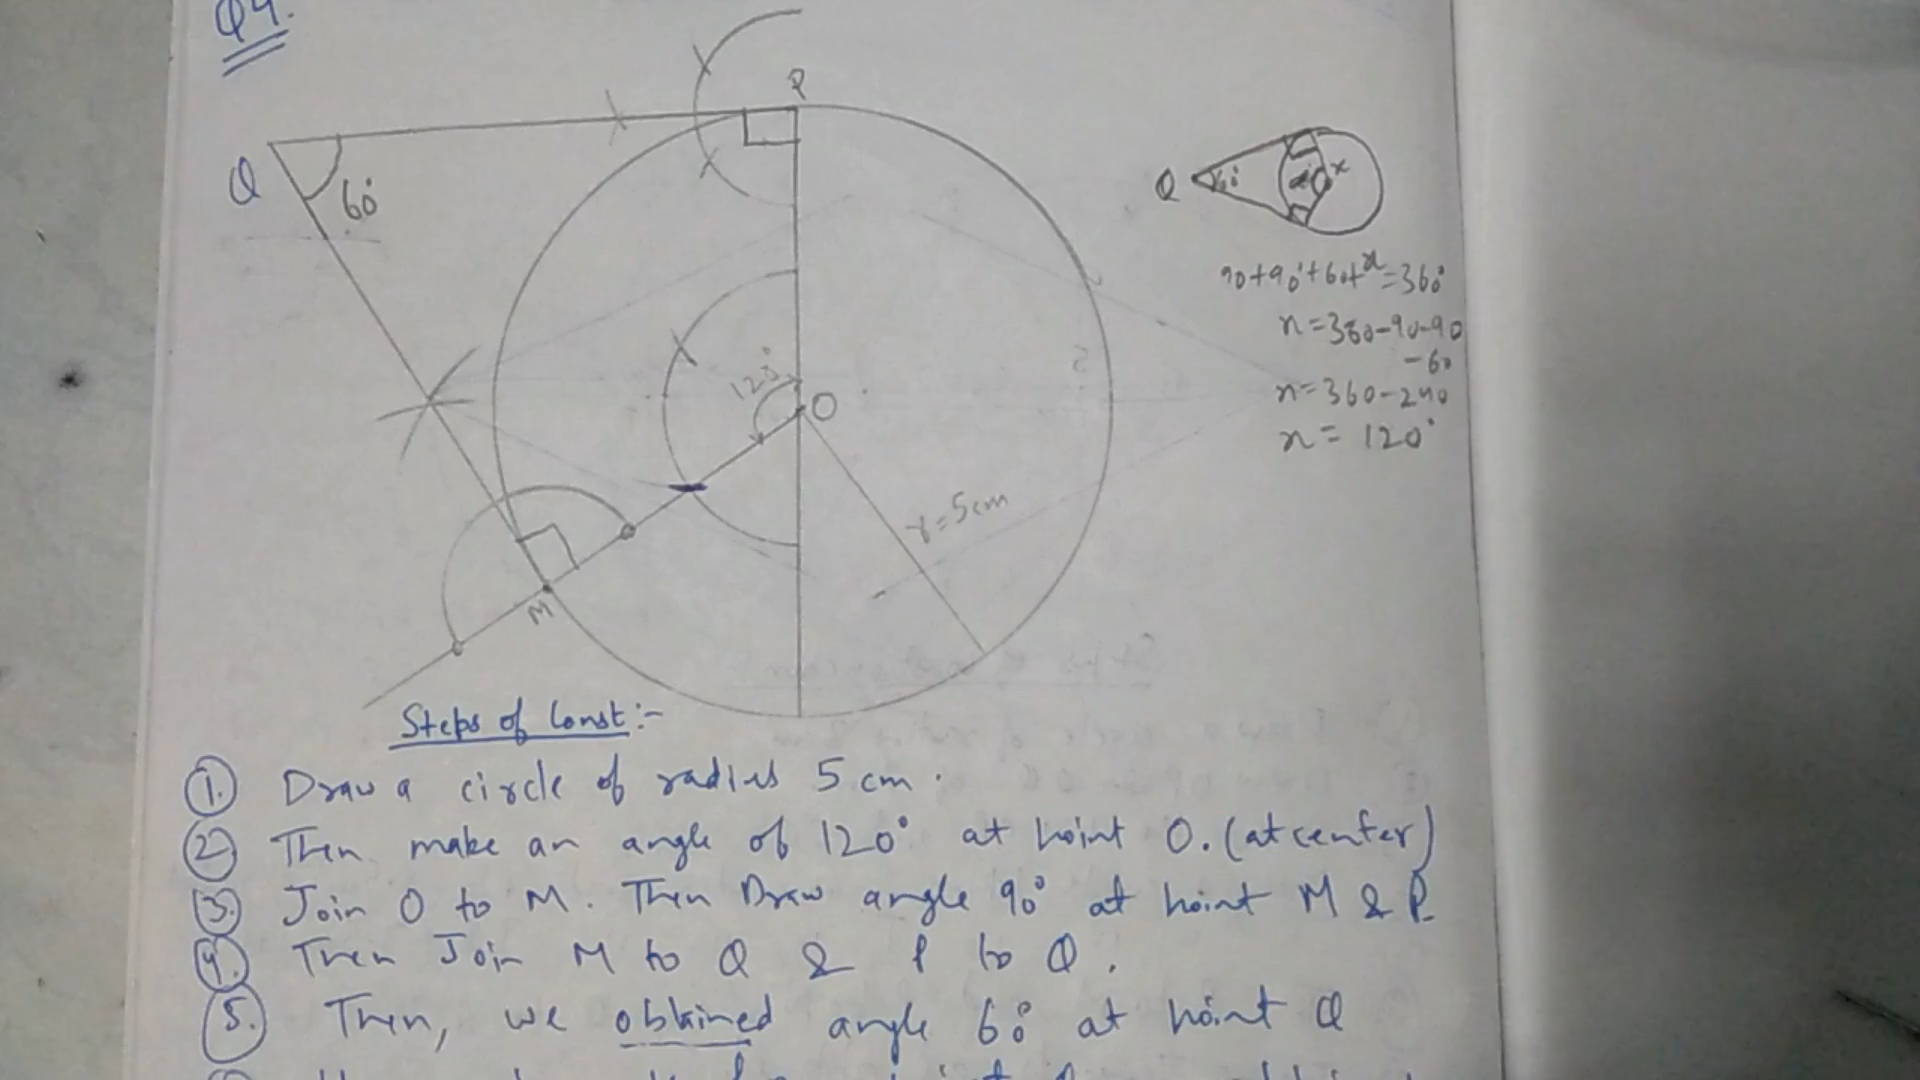 Q4.
P
Q
60°
120°
O
r=5cm
M
Q 60° x
90+90°+60+x=360°
x=360-90-90
-60
x=360-240
x=120°
Steps of Const:-
1. Draw a circle of radius 5 cm.
2. Then make an angle of 120° at point O. (at center)
3. Join O to M. Then Draw angle 90° at point M & P.
4. Then Join M to Q & P to Q.
5. Then, we obtained angle 60° at point Q